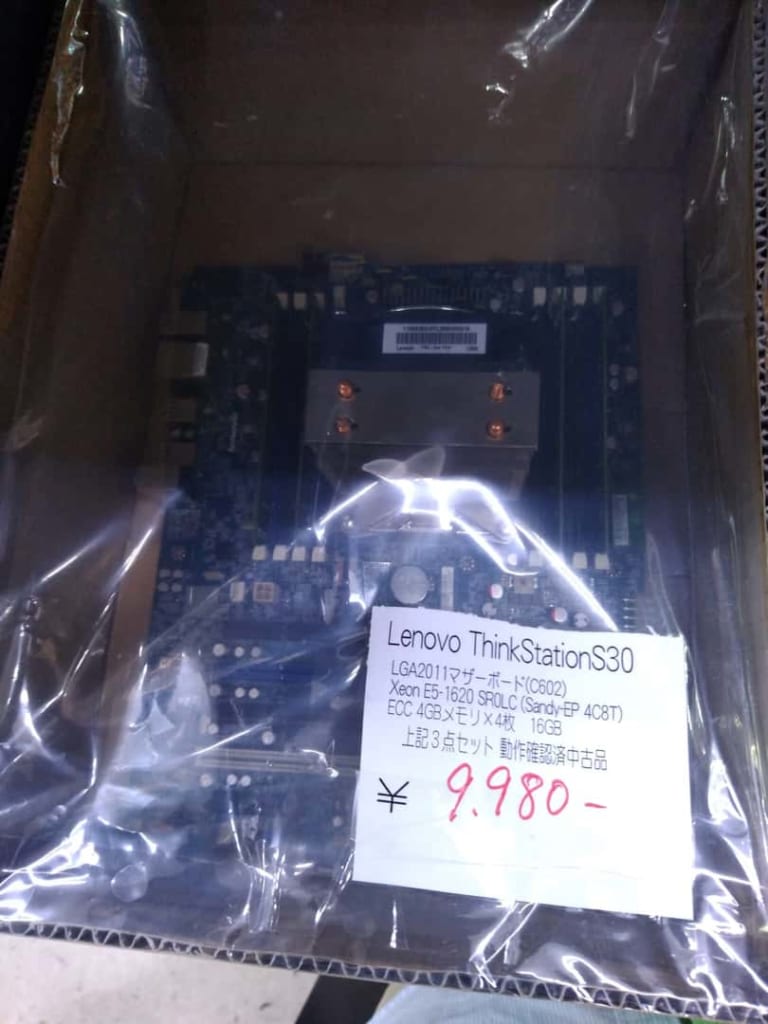 Lenovo ThinkStationS30
LGA2011マザーボード(C602)
Xeon E5-1620 SR0LC (Sandy-EP 4C8T)
ECC 4GBメモリ×4枚 16GB
上記3点セット 動作確認済中古品
¥ 9.980-